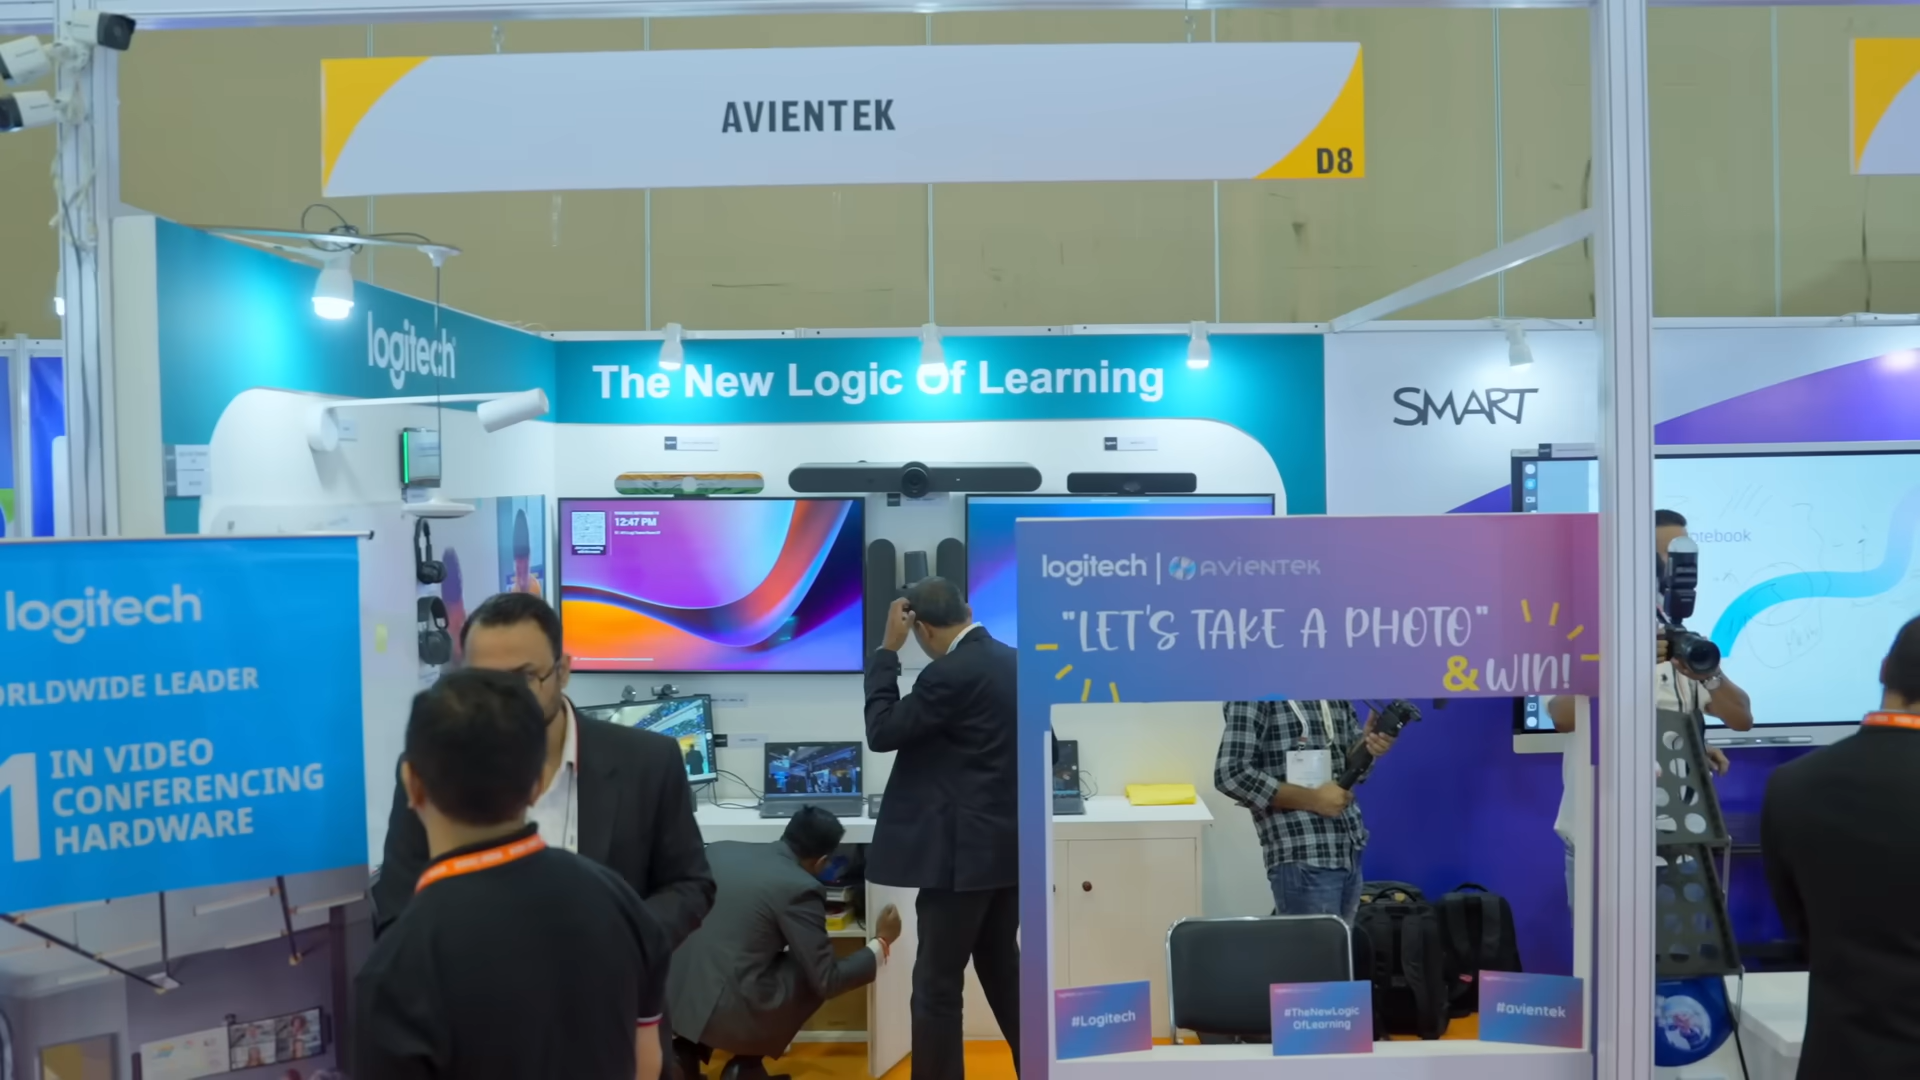 AVIENTEK
D8
logitech
The New Logic Of Learning
SMART
12:47 PM
logitech
ORLDWIDE LEADER
1 IN VIDEO
CONFERENCING
HARDWARE
logitech | AVIENTEK
"LET'S TAKE A PHOTO"
& WIN!
otebook
#Logitech
#TheNewLogic
OfLearning
#avientek